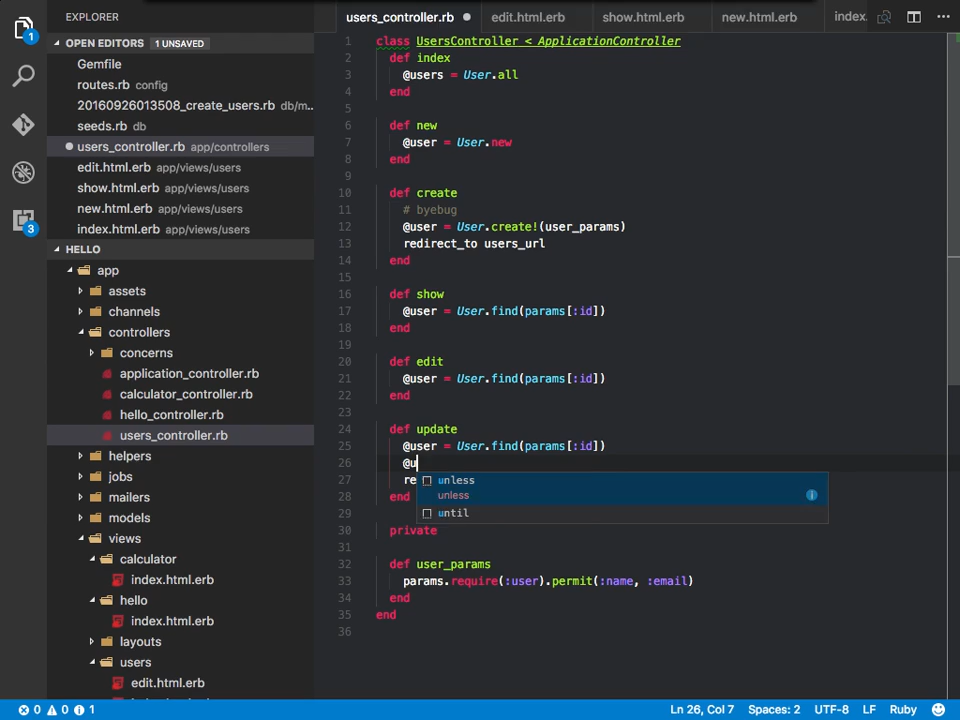 EXPLORER
OPEN EDITORS 1 UNSAVED
Gemfile
routes.rb config
20160926013508_create_users.rb db/m...
seeds.rb db
users_controller.rb app/controllers
edit.html.erb app/views/users
show.html.erb app/views/users
new.html.erb app/views/users
index.html.erb app/views/users
HELLO
app
assets
channels
controllers
concerns
application_controller.rb
calculator_controller.rb
hello_controller.rb
users_controller.rb
helpers
jobs
mailers
models
views
calculator
index.html.erb
hello
index.html.erb
layouts
users
edit.html.erb
1
3
users_controller.rb edit.html.erb show.html.erb new.html.erb index.
1 class UsersController < ApplicationController
2 def index
3 @users = User.all
4 end
5
6 def new
7 @user = User.new
8 end
9
10 def create
11 # byebug
12 @user = User.create!(user_params)
13 redirect_to users_url
14 end
15
16 def show
17 @user = User.find(params[:id])
18 end
19
20 def edit
21 @user = User.find(params[:id])
22 end
23
24 def update
25 @user = User.find(params[:id])
26 @u
27 re
28 end
29
30 private
31
32 def user_params
33 params.require(:user).permit(:name, :email)
34 end
35 end
36
unless
unless
until
0 0 1 Ln 26, Col 7 Spaces: 2 UTF-8 LF Ruby